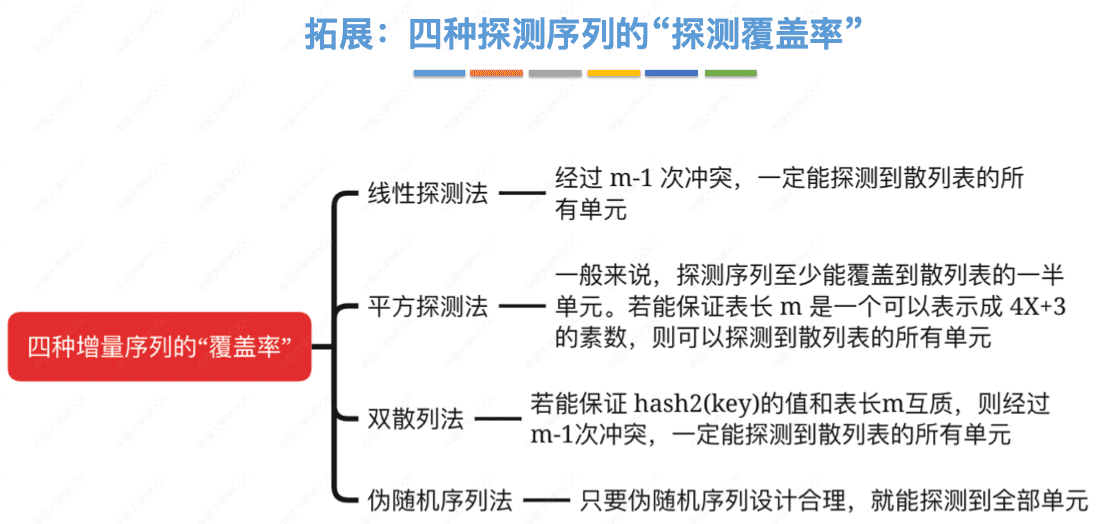 拓展：四种探测序列的“探测覆盖率”
四种增量序列的“覆盖率”
线性探测法
经过 m-1 次冲突，一定能探测到散列表的所
有单元
平方探测法
一般来说，探测序列至少能覆盖到散列表的一半
单元。若能保证表长 m 是一个可以表示成 4X+3
的素数，则可以探测到散列表的所有单元
双散列法
若能保证 hash2(key)的值和表长m互质，则经过
m-1次冲突，一定能探测到散列表的所有单元
伪随机序列法
只要伪随机序列设计合理，就能探测到全部单元